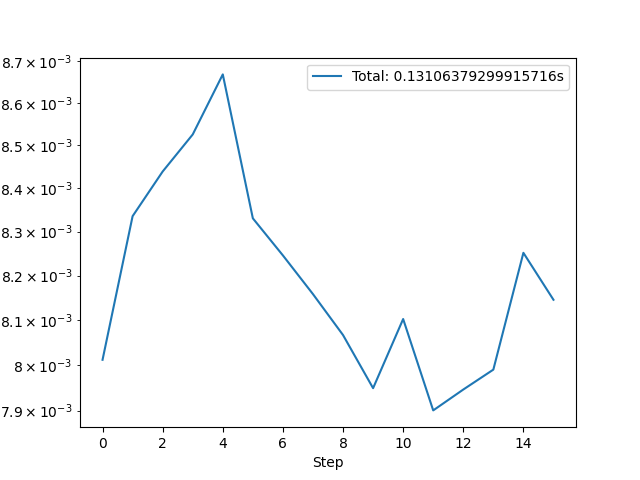 8.7 × 10⁻³
8.6 × 10⁻³
8.5 × 10⁻³
8.4 × 10⁻³
8.3 × 10⁻³
8.2 × 10⁻³
8.1 × 10⁻³
8 × 10⁻³
7.9 × 10⁻³
Total: 0.13106379299915716s
0 2 4 6 8 10 12 14
Step